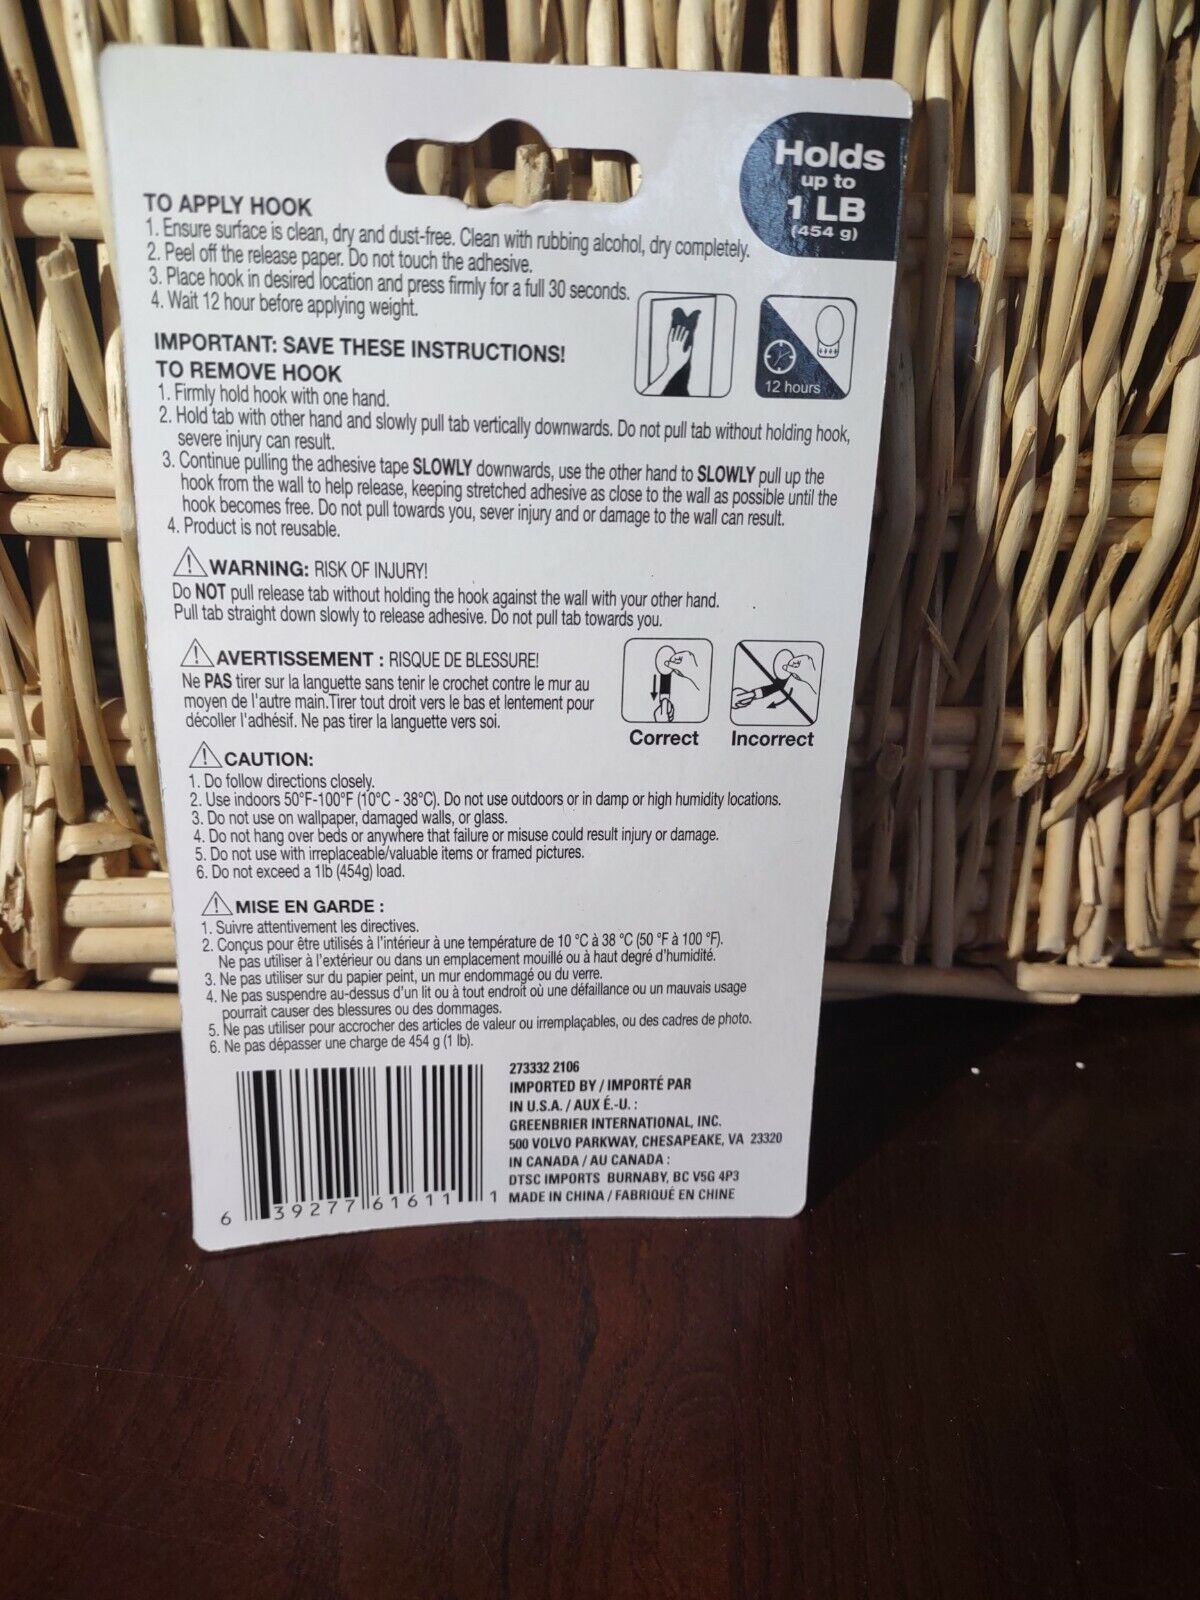 Holds
up to
1 LB
(454 g)
TO APPLY HOOK
1. Ensure surface is clean, dry and dust-free. Clean with rubbing alcohol, dry completely.
2. Peel off the release paper. Do not touch the adhesive.
3. Place hook in desired location and press firmly for a full 30 seconds.
4. Wait 12 hour before applying weight.
12 hours
IMPORTANT: SAVE THESE INSTRUCTIONS!
TO REMOVE HOOK
1. Firmly hold hook with one hand.
2. Hold tab with other hand and slowly pull tab vertically downwards. Do not pull tab without holding hook,
severe injury can result.
3. Continue pulling the adhesive tape SLOWLY downwards, use the other hand to SLOWLY pull up the
hook from the wall to help release, keeping stretched adhesive as close to the wall as possible until the
hook becomes free. Do not pull towards you, sever injury and or damage to the wall can result.
4. Product is not reusable.
WARNING: RISK OF INJURY!
Do NOT pull release tab without holding the hook against the wall with your other hand.
Pull tab straight down slowly to release adhesive. Do not pull tab towards you.
AVERTISSEMENT : RISQUE DE BLESSURE!
Ne PAS tirer sur la languette sans tenir le crochet contre le mur au
moyen de l'autre main.Tirer tout droit vers le bas et lentement pour
décoller l'adhésif. Ne pas tirer la languette vers soi.
Correct Incorrect
CAUTION:
1. Do follow directions closely.
2. Use indoors 50°F-100°F (10°C - 38°C). Do not use outdoors or in damp or high humidity locations.
3. Do not use on wallpaper, damaged walls, or glass.
4. Do not hang over beds or anywhere that failure or misuse could result injury or damage.
5. Do not use with irreplaceable/valuable items or framed pictures.
6. Do not exceed a 1lb (454g) load.
MISE EN GARDE :
1. Suivre attentivement les directives.
2. Conçus pour être utilisés à l'intérieur à une température de 10 °C à 38 °C (50 °F à 100 °F).
Ne pas utiliser à l'extérieur ou dans un emplacement mouillé ou à haut degré d'humidité.
3. Ne pas utiliser sur du papier peint, un mur endommagé ou du verre.
4. Ne pas suspendre au-dessus d'un lit ou à tout endroit où une défaillance ou un mauvais usage
pourrait causer des blessures ou des dommages.
5. Ne pas utiliser pour accrocher des articles de valeur ou irremplaçables, ou des cadres de photo.
6. Ne pas dépasser une charge de 454 g (1 lb).
273332 2106
IMPORTED BY / IMPORTÉ PAR
IN U.S.A. / AUX É.-U. :
GREENBRIER INTERNATIONAL, INC.
500 VOLVO PARKWAY, CHESAPEAKE, VA 23320
IN CANADA / AU CANADA :
DTSC IMPORTS BURNABY, BC V5G 4P3
MADE IN CHINA / FABRIQUÉ EN CHINE
6 39277 61611 1